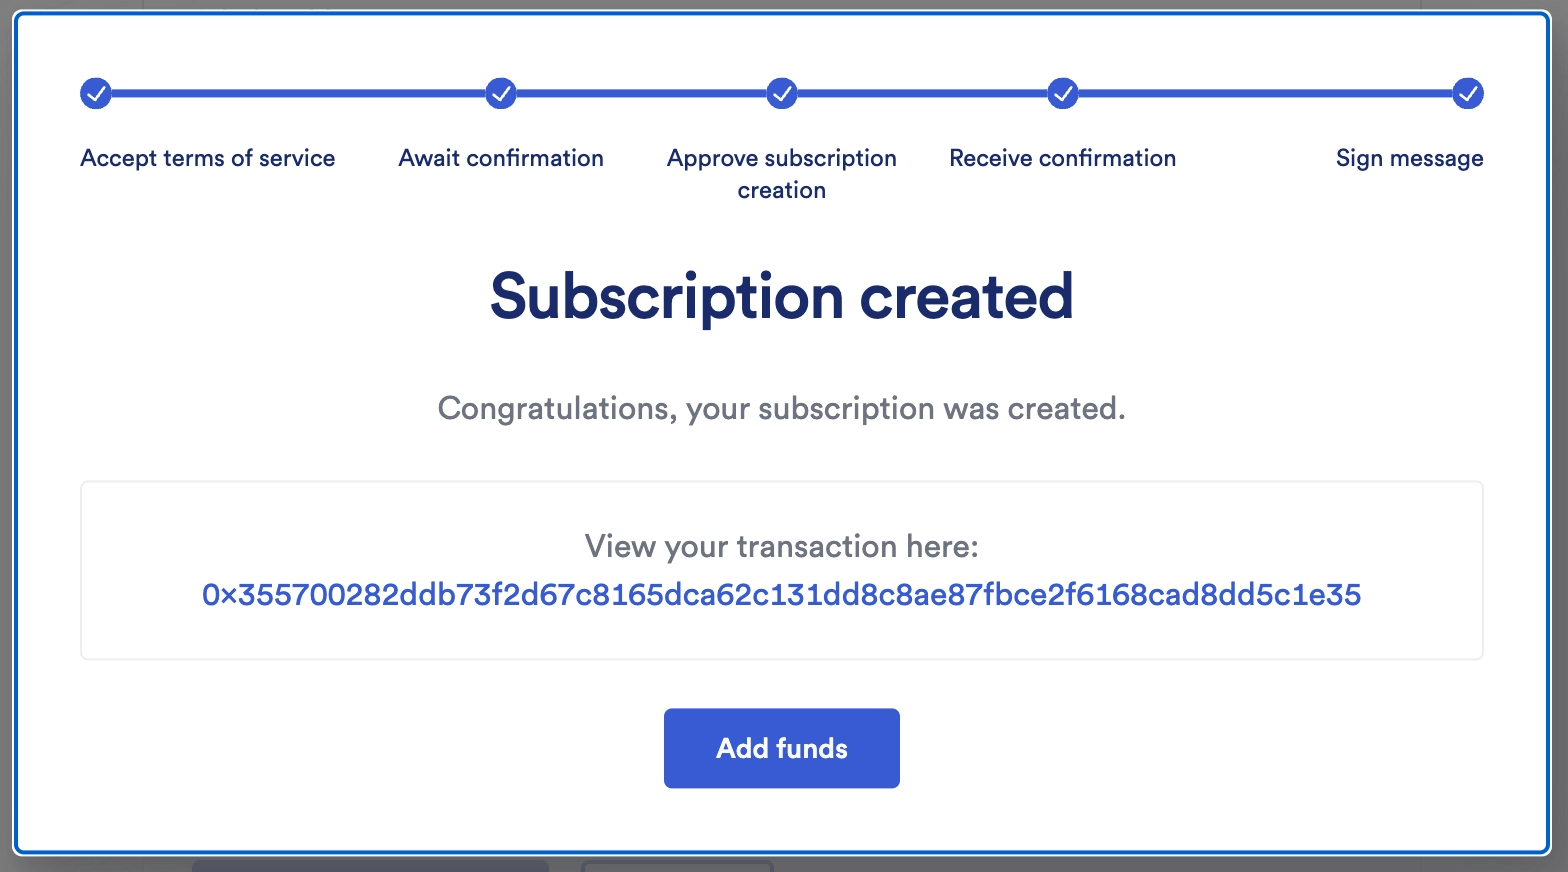 Accept terms of service
Await confirmation
Approve subscription
creation
Receive confirmation
Sign message
Subscription created
Congratulations, your subscription was created.
View your transaction here:
0x355700282ddb73f2d67c8165dca62c131dd8c8ae87fbce2f6168cad8dd5c1e35
Add funds